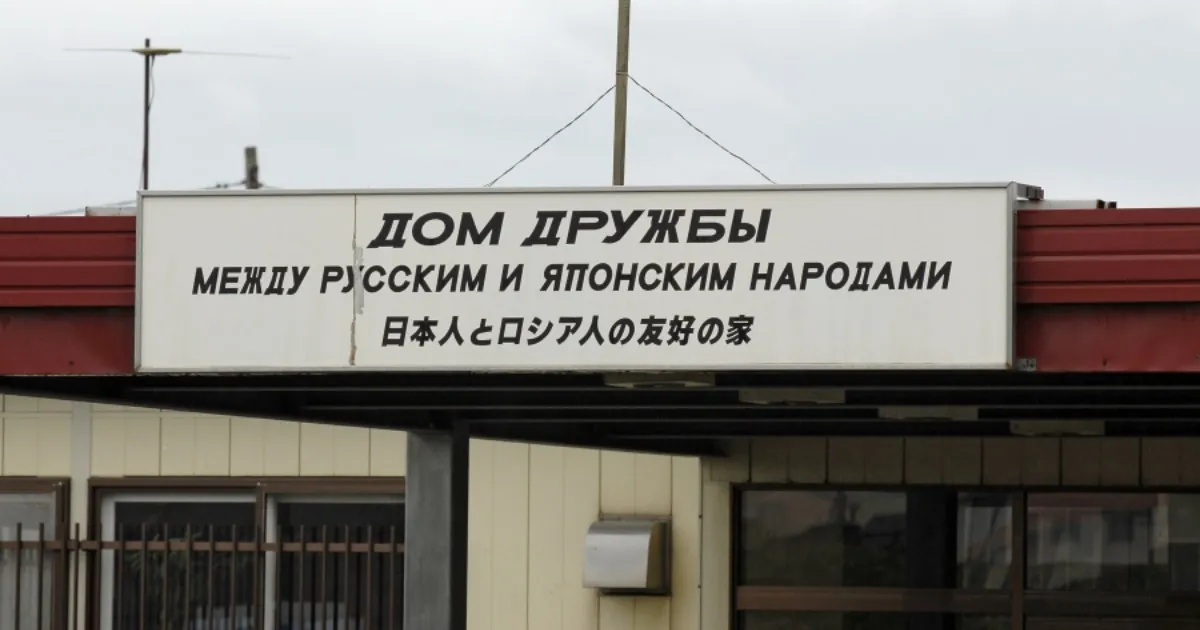 ДОМ ДРУЖБЫ
МЕЖДУ РУССКИМ И ЯПОНСКИМ НАРОДАМИ
日本人とロシア人の友好の家